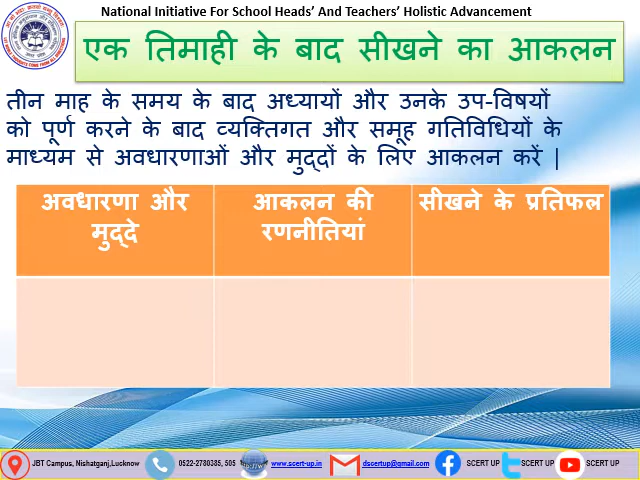 National Initiative For School Heads’ And Teachers’ Holistic Advancement
एक तिमाही के बाद सीखने का आकलन
तीन माह के समय के बाद अध्यायों और उनके उप-विषयों
को पूर्ण करने के बाद व्यक्तिगत और समूह गतिविधियों के
माध्यम से अवधारणाओं और मुद्दों के लिए आकलन करें |
अवधारणा और
मुद्दे
आकलन की
रणनीतियां
सीखने के प्रतिफल
JBT Campus, Nishatganj,Lucknow
0522-2780385, 505
www.scert-up.in
dscertup@gmail.com
SCERT UP
SCERT UP
SCERT UP